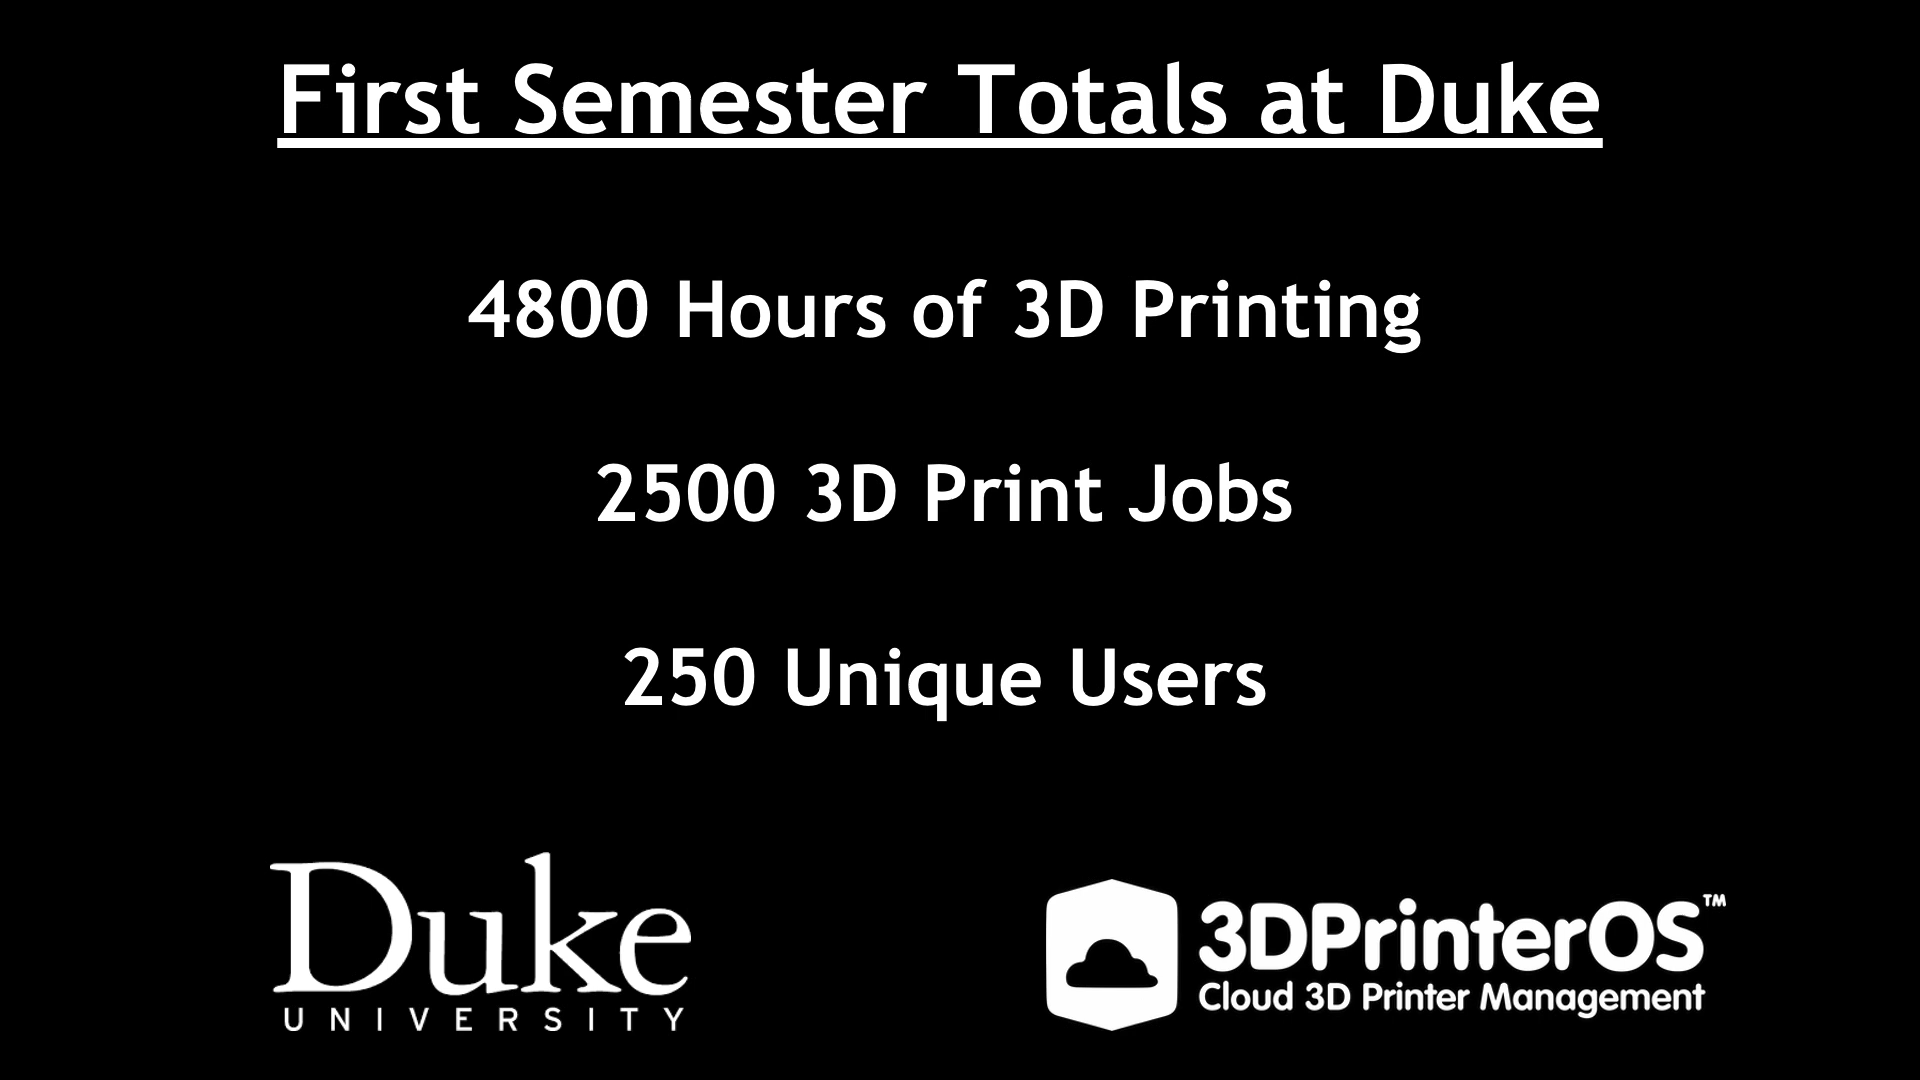 First Semester Totals at Duke
4800 Hours of 3D Printing
2500 3D Print Jobs
250 Unique Users
Duke
UNIVERSITY
3DPrinterOS™
Cloud 3D Printer Management